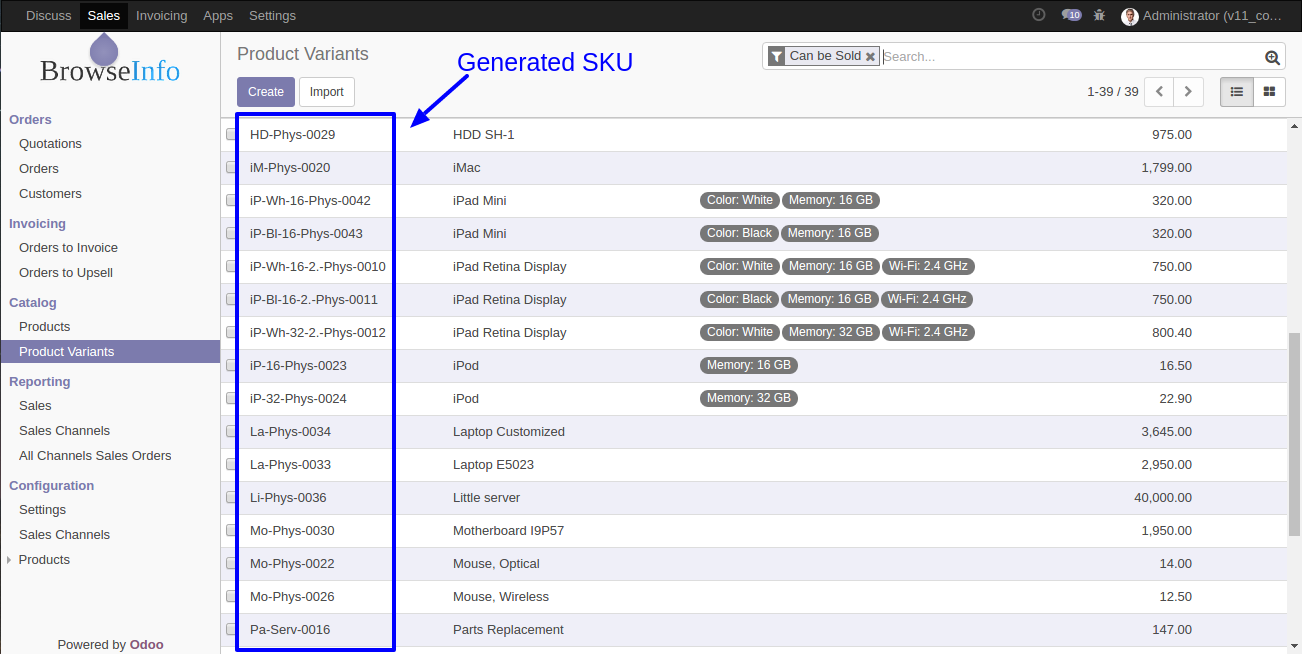 Discuss Sales Invoicing Apps Settings 10 Administrator (v11_co...
BrowseInfo
Orders
Quotations
Orders
Customers
Invoicing
Orders to Invoice
Orders to Upsell
Catalog
Products
Product Variants
Reporting
Sales
Sales Channels
All Channels Sales Orders
Configuration
Settings
Sales Channels
Products
Powered by Odoo
Product Variants
Generated SKU
Can be Sold Search...
Create Import 1-39 / 39
HD-Phys-0029 HDD SH-1 975.00
iM-Phys-0020 iMac 1,799.00
iP-Wh-16-Phys-0042 iPad Mini Color: White Memory: 16 GB 320.00
iP-Bl-16-Phys-0043 iPad Mini Color: Black Memory: 16 GB 320.00
iP-Wh-16-2.-Phys-0010 iPad Retina Display Color: White Memory: 16 GB Wi-Fi: 2.4 GHz 750.00
iP-Bl-16-2.-Phys-0011 iPad Retina Display Color: Black Memory: 16 GB Wi-Fi: 2.4 GHz 750.00
iP-Wh-32-2.-Phys-0012 iPad Retina Display Color: White Memory: 32 GB Wi-Fi: 2.4 GHz 800.40
iP-16-Phys-0023 iPod Memory: 16 GB 16.50
iP-32-Phys-0024 iPod Memory: 32 GB 22.90
La-Phys-0034 Laptop Customized 3,645.00
La-Phys-0033 Laptop E5023 2,950.00
Li-Phys-0036 Little server 40,000.00
Mo-Phys-0030 Motherboard I9P57 1,950.00
Mo-Phys-0022 Mouse, Optical 14.00
Mo-Phys-0026 Mouse, Wireless 12.50
Pa-Serv-0016 Parts Replacement 147.00